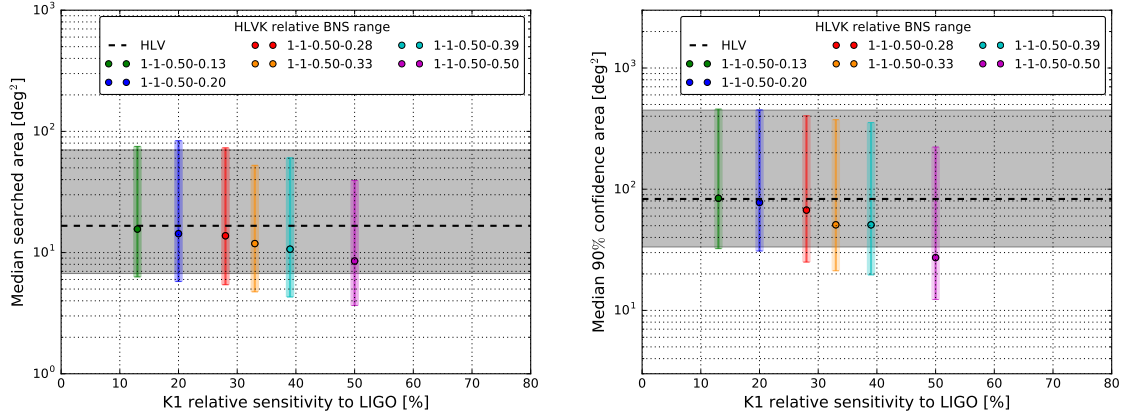 HLVK relative BNS range
HLV
1-1-0.50-0.13
1-1-0.50-0.20
1-1-0.50-0.28
1-1-0.50-0.33
1-1-0.50-0.39
1-1-0.50-0.50
Median searched area [deg²]
10³
10²
10¹
10⁰
0 10 20 30 40 50 60 70 80
K1 relative sensitivity to LIGO [%]
HLVK relative BNS range
HLV
1-1-0.50-0.13
1-1-0.50-0.20
1-1-0.50-0.28
1-1-0.50-0.33
1-1-0.50-0.39
1-1-0.50-0.50
Median 90% confidence area [deg²]
10³
10²
10¹
0 10 20 30 40 50 60 70 80
K1 relative sensitivity to LIGO [%]